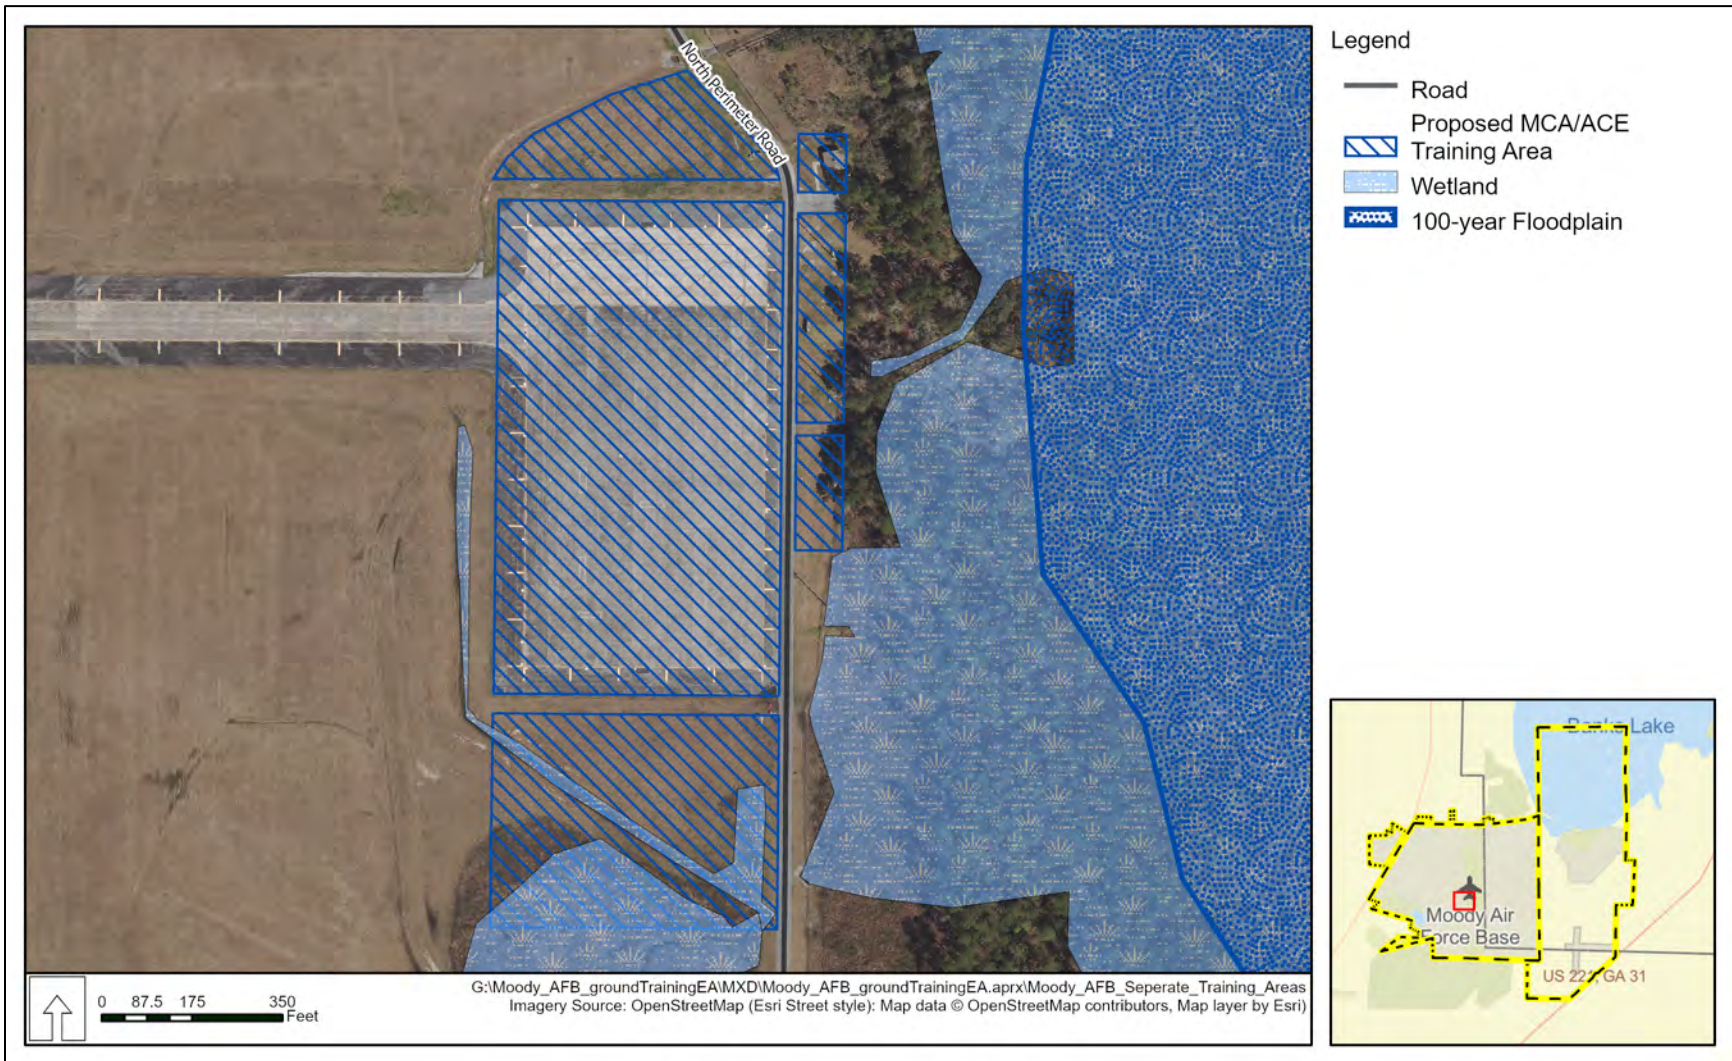 North Perimeter Road
Legend
Road
Proposed MCA/ACE
Training Area
Wetland
100-year Floodplain
Banks Lake
Moody Air
Force Base
US 221, GA 31
0 87.5 175 350
Feet
G:\Moody_AFB_groundTrainingEA\MXD\Moody_AFB_groundTrainingEA.aprx\Moody_AFB_Seperate_Training_Areas
Imagery Source: OpenStreetMap (Esri Street style): Map data © OpenStreetMap contributors, Map layer by Esri)